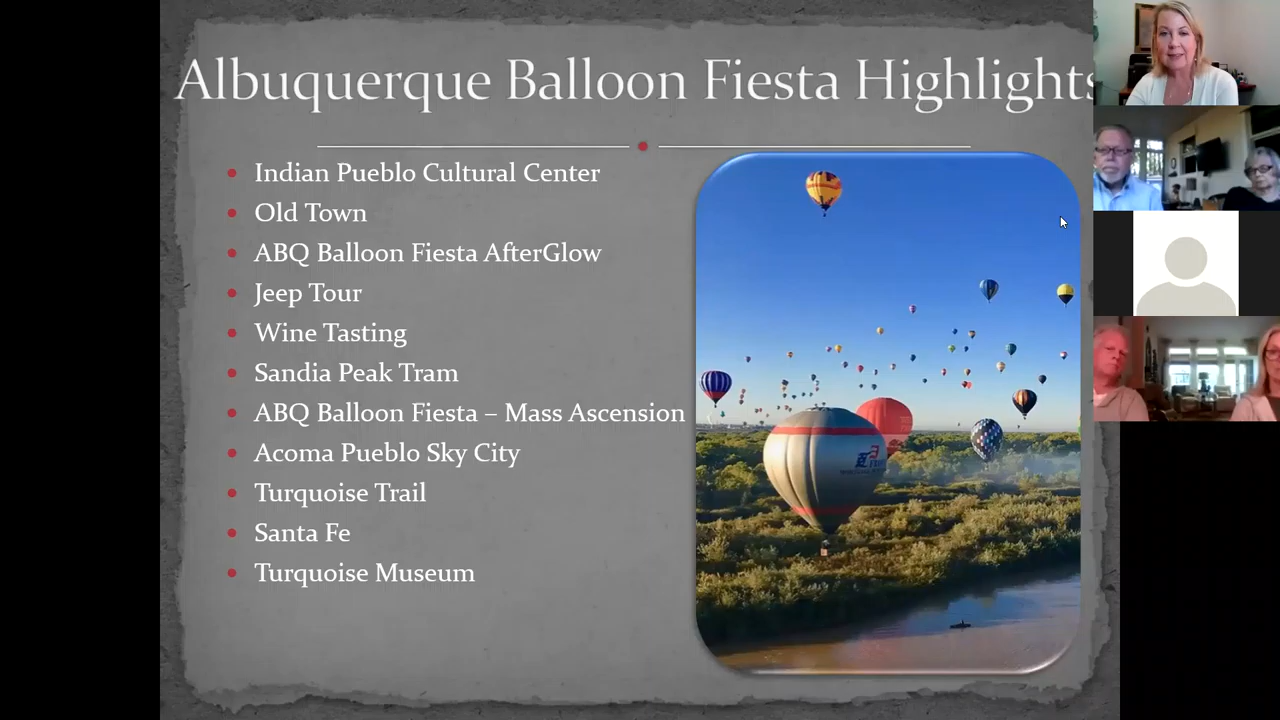 Albuquerque Balloon Fiesta Highlights
Indian Pueblo Cultural Center
Old Town
ABQ Balloon Fiesta AfterGlow
Jeep Tour
Wine Tasting
Sandia Peak Tram
ABQ Balloon Fiesta – Mass Ascension
Acoma Pueblo Sky City
Turquoise Trail
Santa Fe
Turquoise Museum